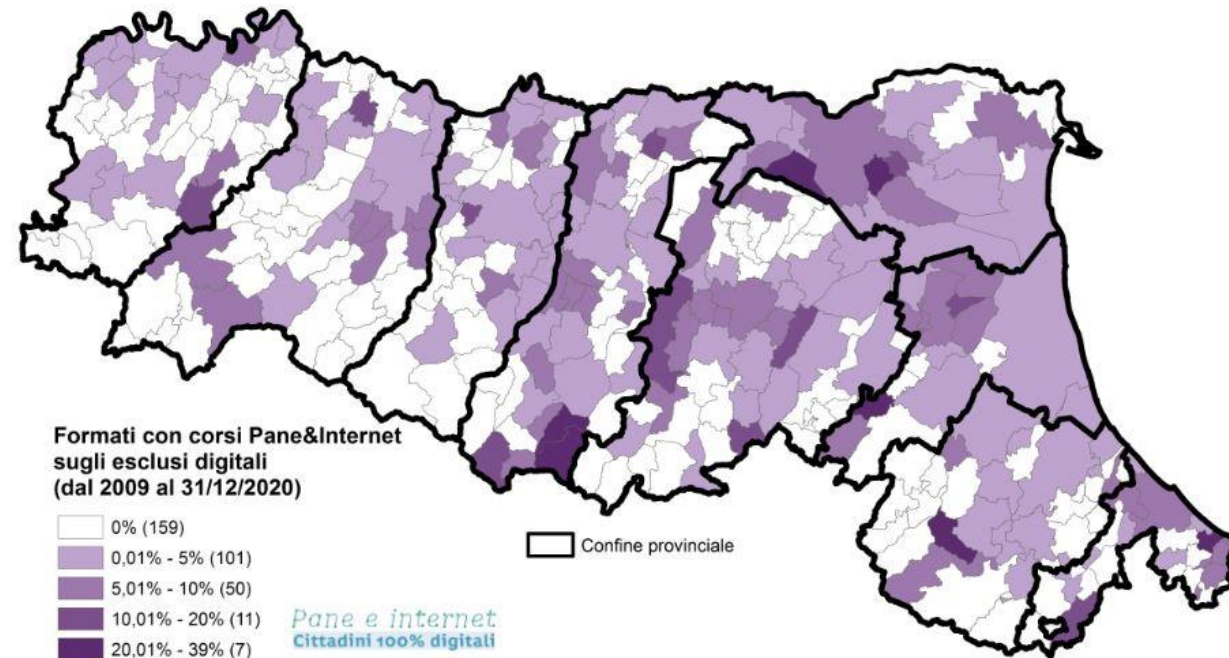 Formati con corsi Pane&Internet
sugli esclusi digitali
(dal 2009 al 31/12/2020)
0% (159)
0,01% - 5% (101)
5,01% - 10% (50)
10,01% - 20% (11)
20,01% - 39% (7)
Confine provinciale
Pane e internet
Cittadini 100% digitali